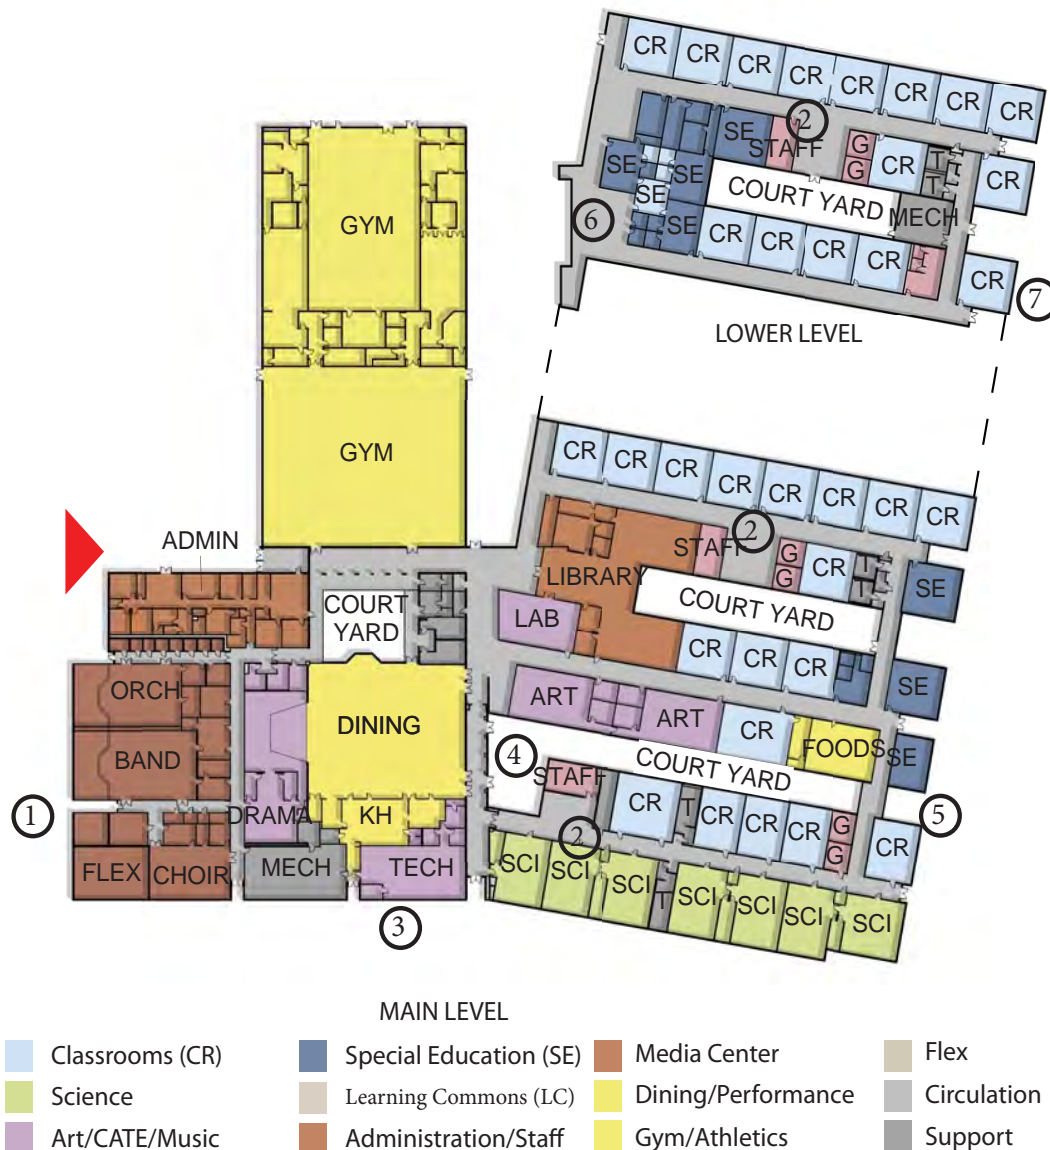 CR CR CR CR CR CR CR CR
2
SE STAFF G CR T
SE SE G T CR
SE COURT YARD MECH
6 SE CR CR CR CR CR 7
LOWER LEVEL
GYM
GYM
CR CR CR CR CR CR CR CR
2
ADMIN STAFF G CR T
LIBRARY G T SE
COURT YARD
COURT YARD
LAB
CR CR CR
ORCH ART ART SE
DINING CR FOODS SE
BAND 4 COURT YARD
STAFF
1 DRAMA KH CR T CR CR CR G 5
2 G CR
FLEX CHOIR MECH TECH SCI SCI SCI T SCI SCI SCI SCI
3
MAIN LEVEL
Classrooms (CR) Special Education (SE) Media Center Flex
Science Learning Commons (LC) Dining/Performance Circulation
Art/CATE/Music Administration/Staff Gym/Athletics Support